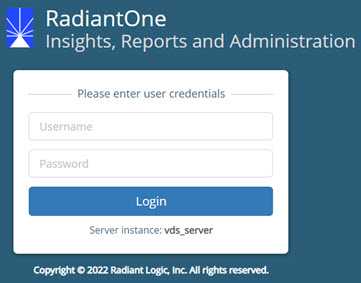 RadiantOne
Insights, Reports and Administration
Please enter user credentials
Username
Password
Login
Server instance: vds_server
Copyright © 2022 Radiant Logic, Inc. All rights reserved.